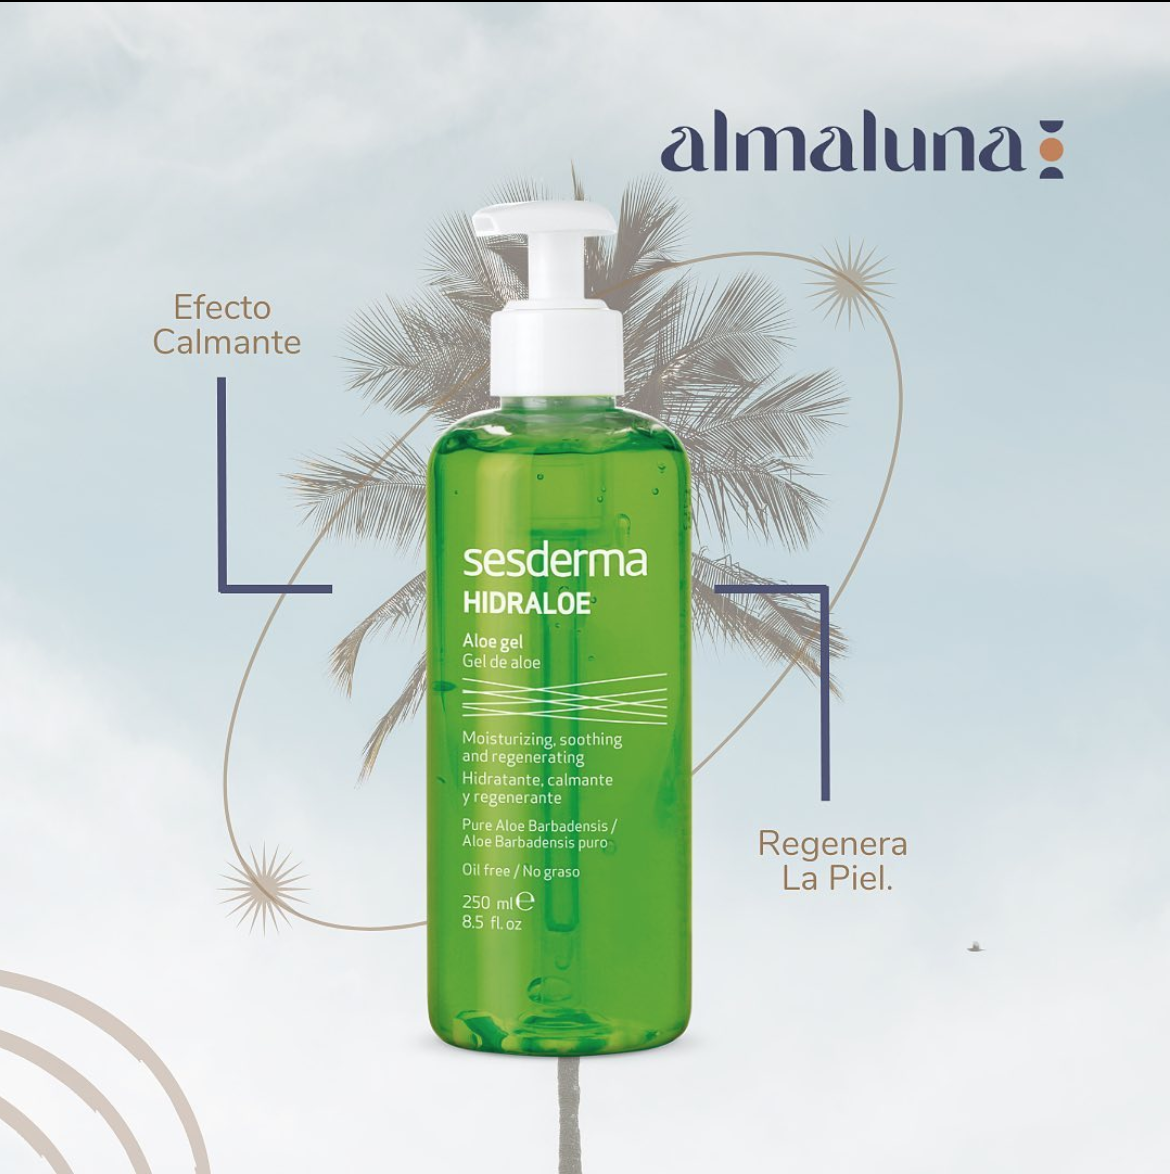 almaluna
Efecto
Calmante
sesderma
HIDRALOE
Aloe gel
Gel de aloe
Moisturizing, soothing
and regenerating
Hidratante, calmante
y regenerante
Pure Aloe Barbadensis /
Aloe Barbadensis puro
Oil free / No graso
250 ml℮
8.5 fl. oz
Regenera
La Piel.